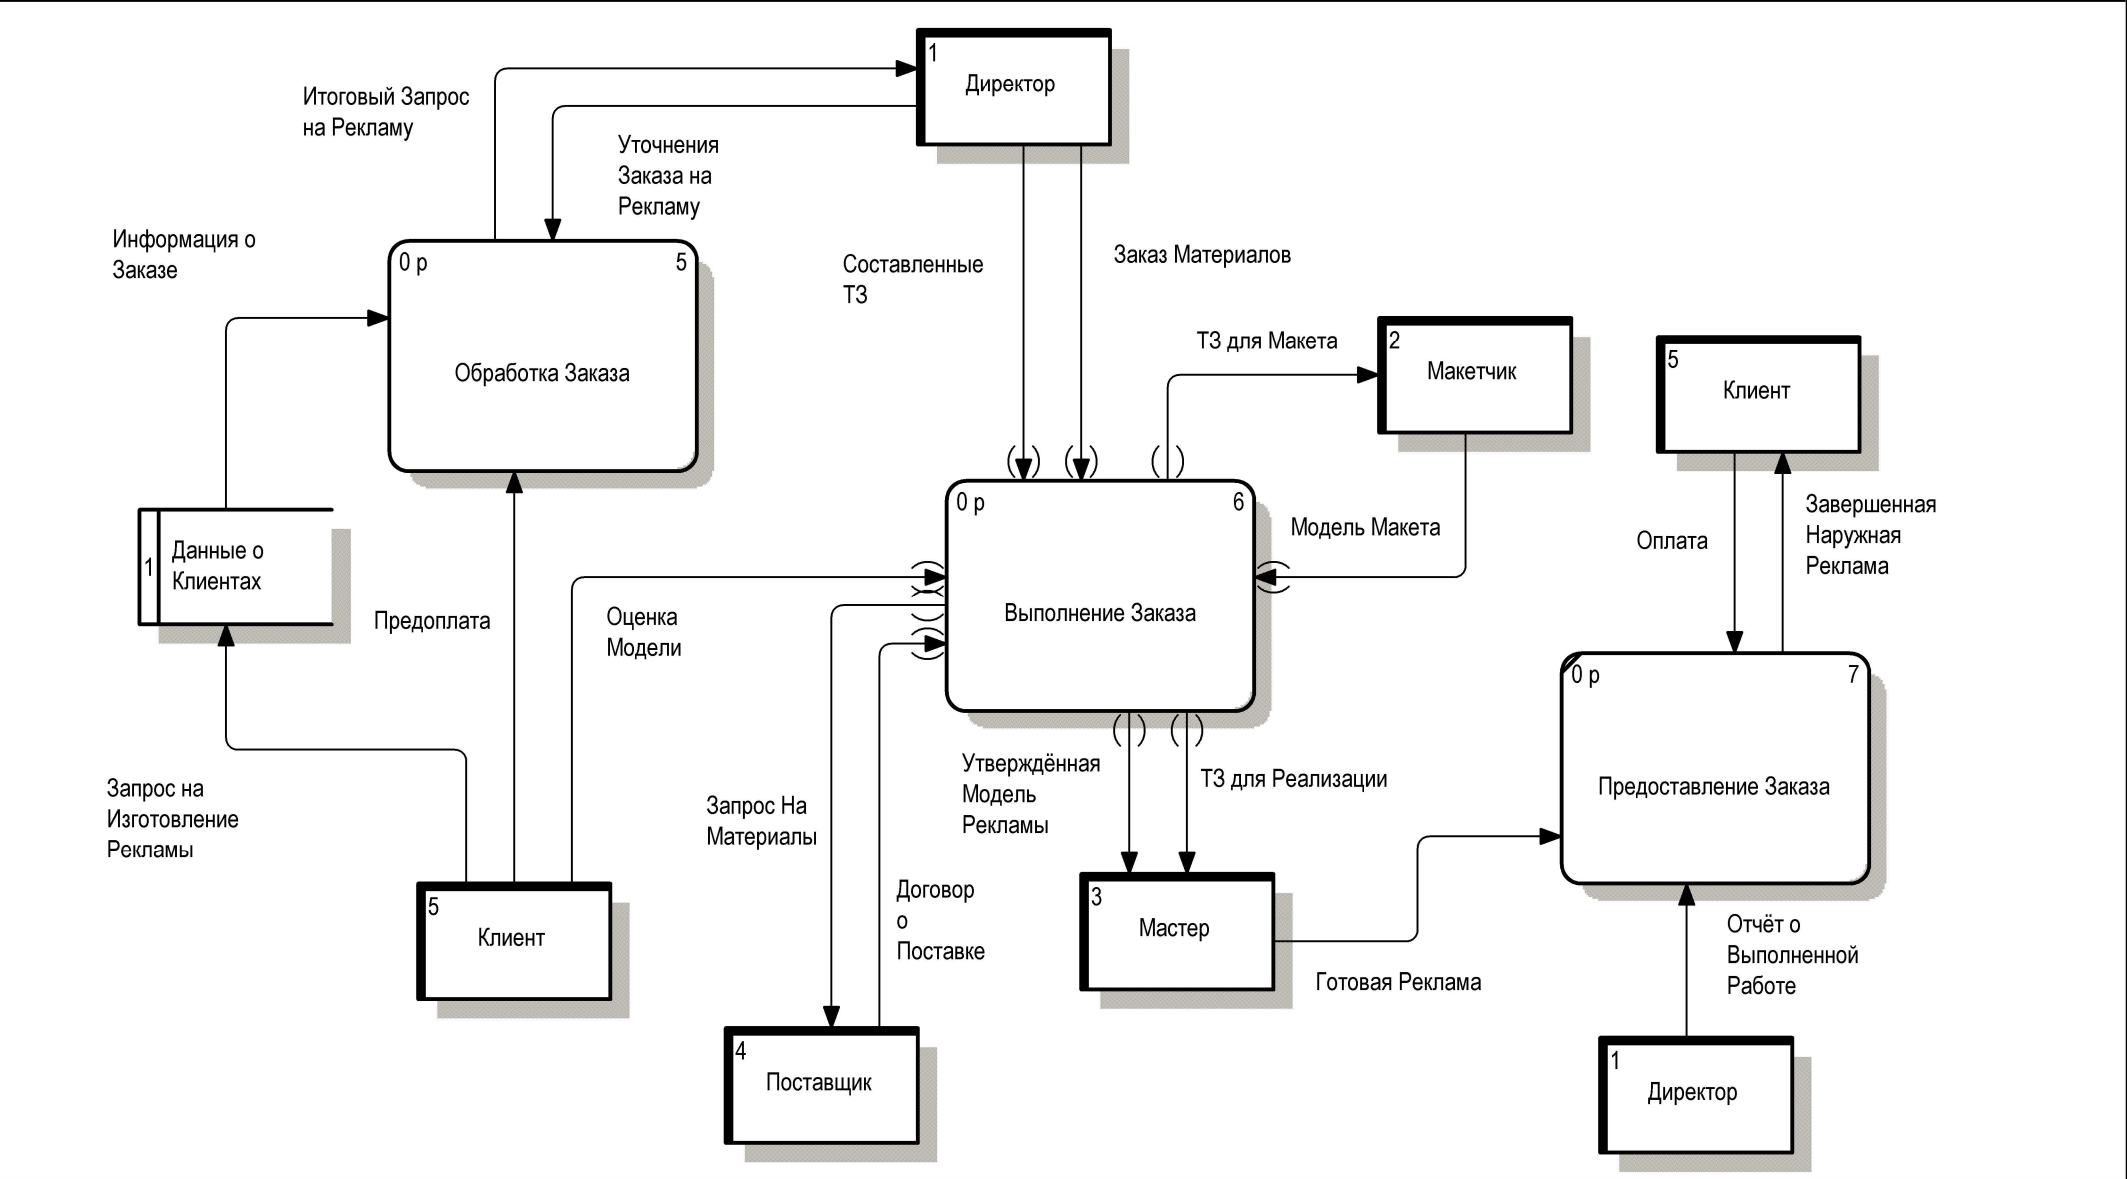 1
Директор
Итоговый Запрос
на Рекламу
Уточнения
Заказа на
Рекламу
Информация о
Заказе
0 р
5
Обработка Заказа
Составленные
ТЗ
Заказ Материалов
ТЗ для Макета
2
Макетчик
5
Клиент
1
Данные о
Клиентах
Предоплата
Оценка
Модели
0 р
6
Выполнение Заказа
Модель Макета
Оплата
Завершенная
Наружная
Реклама
0 р
7
Предоставление Заказа
Запрос на
Изготовление
Рекламы
Запрос На
Материалы
Утверждённая
Модель
Рекламы
ТЗ для Реализации
5
Клиент
Договор
о
Поставке
3
Мастер
Готовая Реклама
Отчёт о
Выполненной
Работе
4
Поставщик
1
Директор